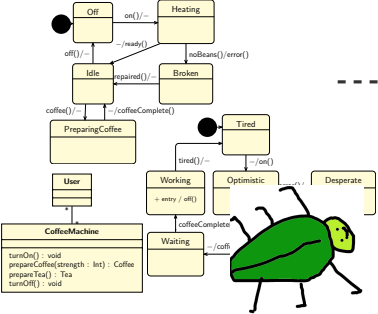 Off
on()/−
Heating
−/ready()
off()/−
noBeans()/error()
Idle
repaired()/−
Broken
coffee()/−
−/coffeeComplete()
PreparingCoffee
Tired
tired()/−
−/on()
User
Working
+ entry / off()
Optimistic
Desperate
*
*
coffeeComplete
CoffeeMachine
Waiting
turnOn() : void
prepareCoffee(strength : Int) : Coffee
prepareTea() : Tea
turnOff() : void